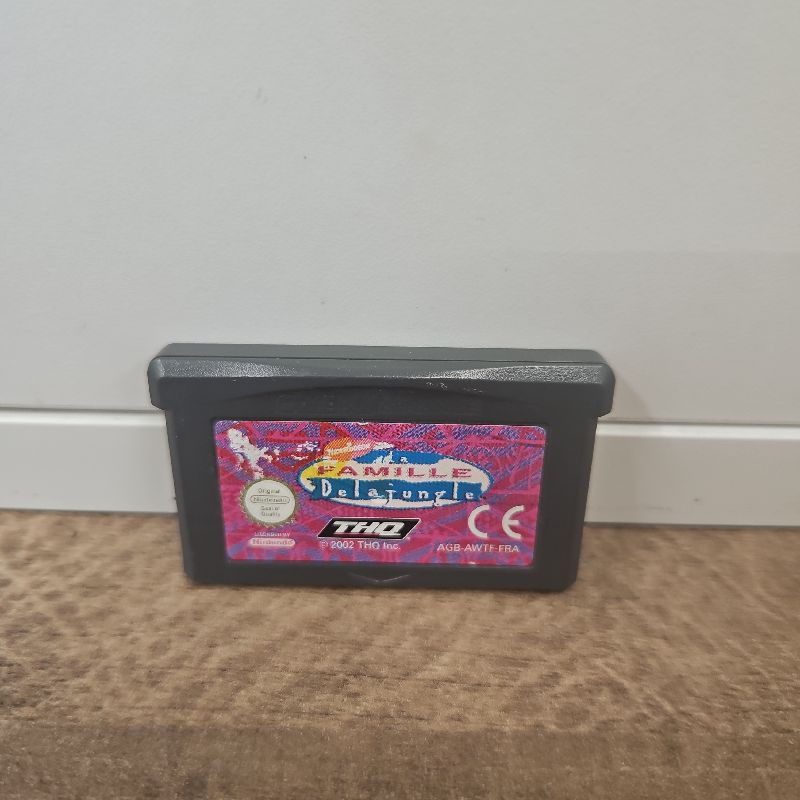 La
FAMILLE
Delajungle
Original
Nintendo
Seal of
Quality
LICENSED BY
Nintendo
THQ
© 2002 THQ Inc.
CE
AGB-AWTF-FRA